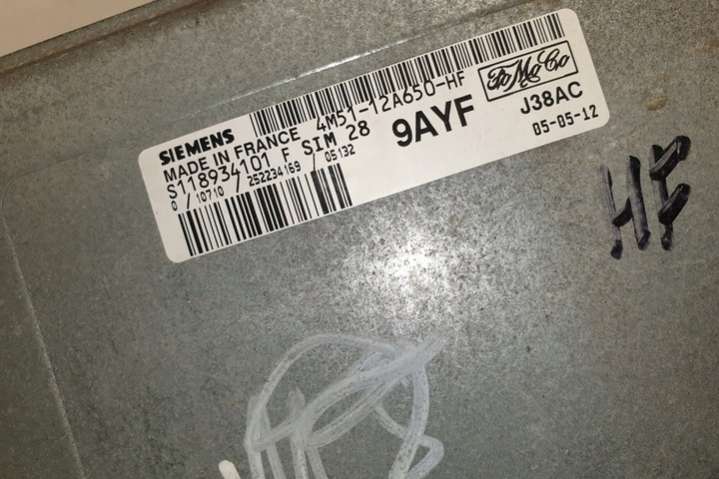 SIEMENS
MADE IN FRANCE
4M51-12A650-HF
S118934101 F SIM 28
0 / 10710 / 252234169 / 05132
9AYF
FoMoCo
J38AC
05-05-12
HF